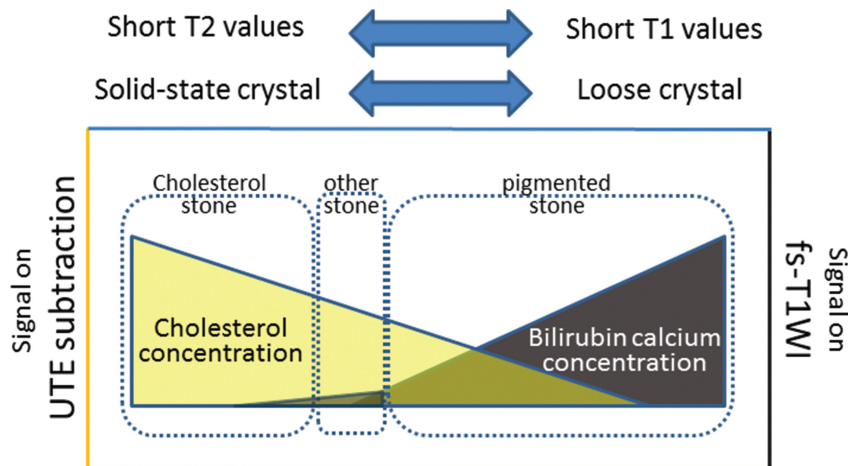 Short T2 values
Short T1 values
Solid-state crystal
Loose crystal
Signal on
UTE subtraction
Cholesterol
stone
other
stone
pigmented
stone
Cholesterol
concentration
Bilirubin calcium
concentration
Signal on
fs-T1WI